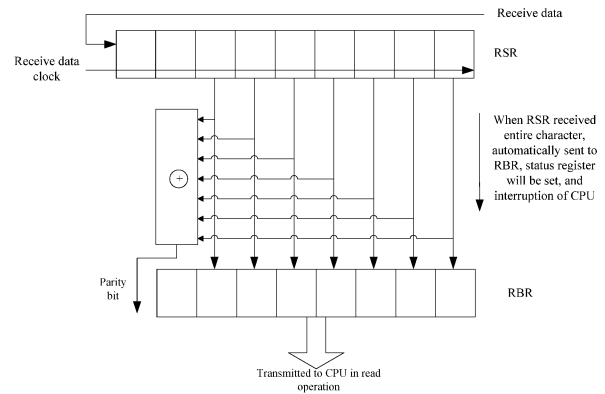 Receive data
RSR
Receive data
clock
When RSR received
entire character,
automatically sent to
RBR, status register
will be set, and
interruption of CPU
+
Parity
bit
RBR
Transmitted to CPU in read
operation